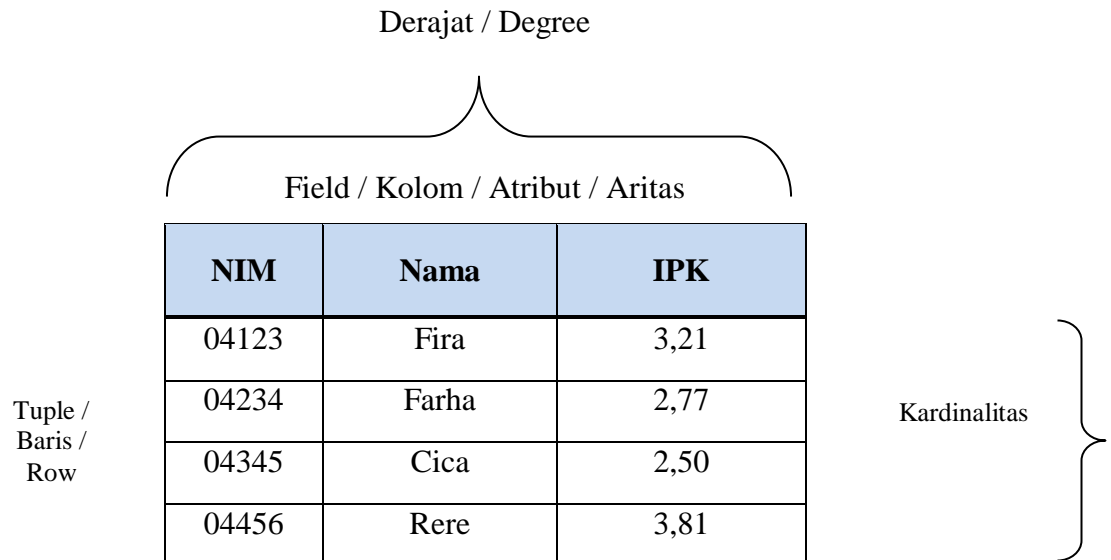 Derajat / Degree
Field / Kolom / Atribut / Aritas
NIM Nama IPK
04123 Fira 3,21
04234 Farha 2,77
04345 Cica 2,50
04456 Rere 3,81
Tuple /
Baris /
Row
Kardinalitas